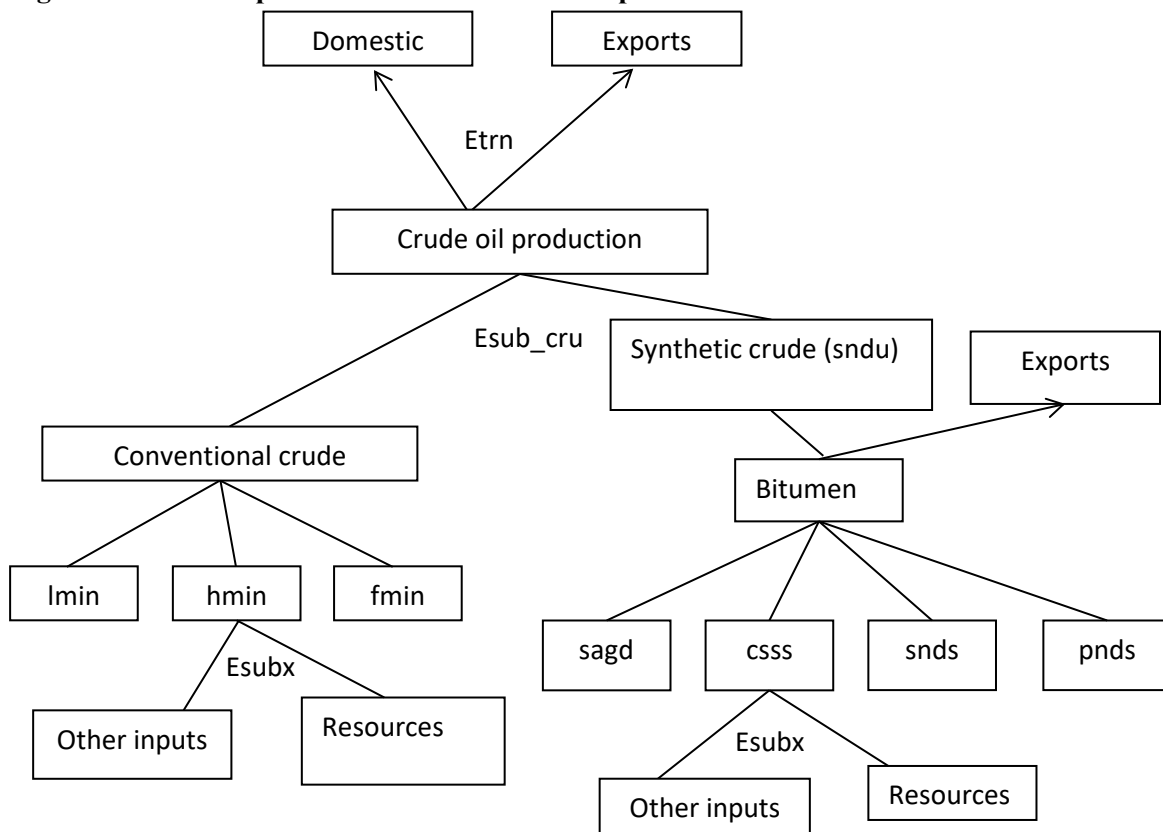 Domestic
Exports
Etrn
Crude oil production
Esub_cru
Synthetic crude (sndu)
Exports
Conventional crude
Bitumen
lmin
hmin
fmin
sagd
csss
snds
pnds
Esubx
Other inputs
Resources
Esubx
Other inputs
Resources